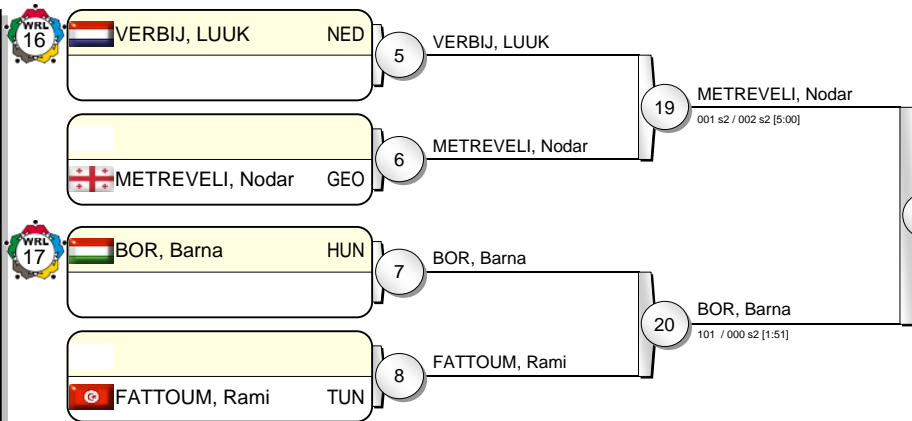 WRL
16
VERBIJ, LUUK NED
5
VERBIJ, LUUK
19
METREVELI, Nodar
001 s2 / 002 s2 [5:00]
6
METREVELI, Nodar
METREVELI, Nodar GEO
WRL
17
BOR, Barna HUN
7
BOR, Barna
20
BOR, Barna
101 / 000 s2 [1:51]
8
FATTOUM, Rami
FATTOUM, Rami TUN